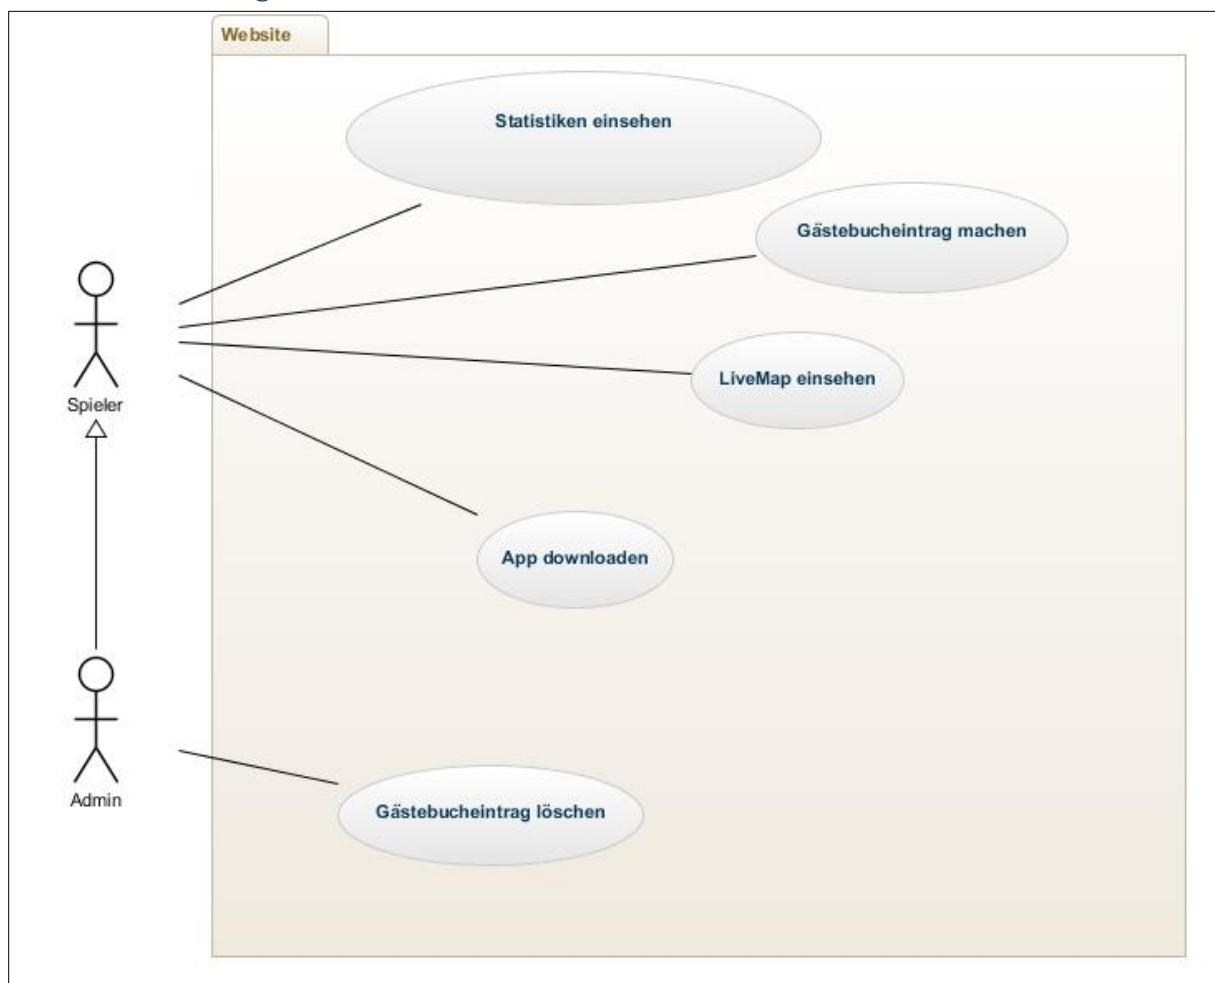 Website
Statistiken einsehen
Gästebucheintrag machen
LiveMap einsehen
Spieler
App downloaden
Admin
Gästebucheintrag löschen